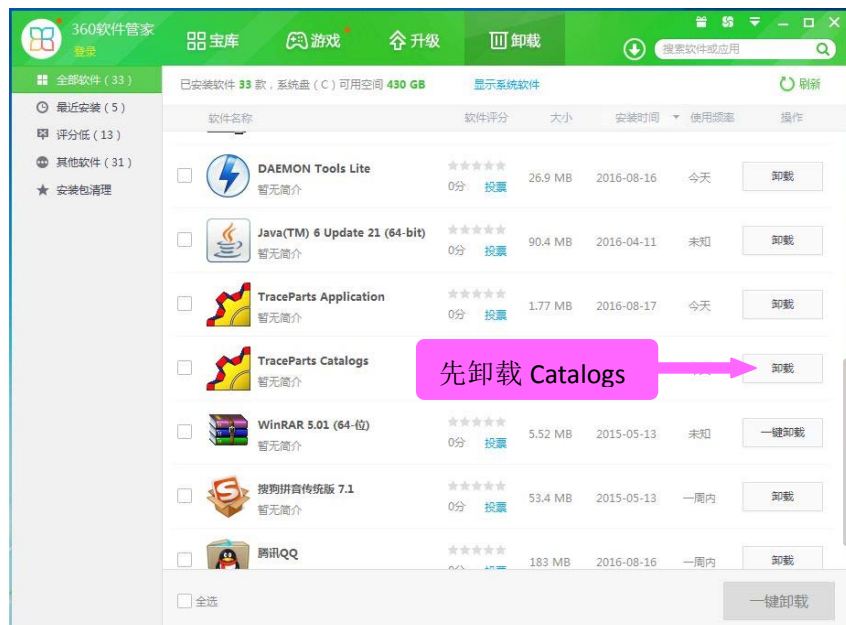 360软件管家
登录
宝库
游戏
升级
卸载
搜索软件或应用
全部软件（33）
最近安装（5）
评分低（13）
其他软件（31）
安装包清理
已安装软件 33 款，系统盘（C）可用空间 430 GB
显示系统软件
刷新
软件名称 软件评分 大小 安装时间 使用频率 操作
DAEMON Tools Lite
暂无简介
0分 投票
26.9 MB 2016-08-16 今天 卸载
Java(TM) 6 Update 21 (64-bit)
暂无简介
0分 投票
90.4 MB 2016-04-11 未知 卸载
TraceParts Application
暂无简介
0分 投票
1.77 MB 2016-08-17 今天 卸载
TraceParts Catalogs
暂无简介
先卸载 Catalogs
卸载
WinRAR 5.01 (64-位)
暂无简介
0分 投票
5.52 MB 2015-05-13 未知 一键卸载
搜狗拼音传统版 7.1
暂无简介
0分 投票
53.4 MB 2015-05-13 一周内 卸载
腾讯QQ
183 MB 2016-08-16 一周内 卸载
全选
一键卸载